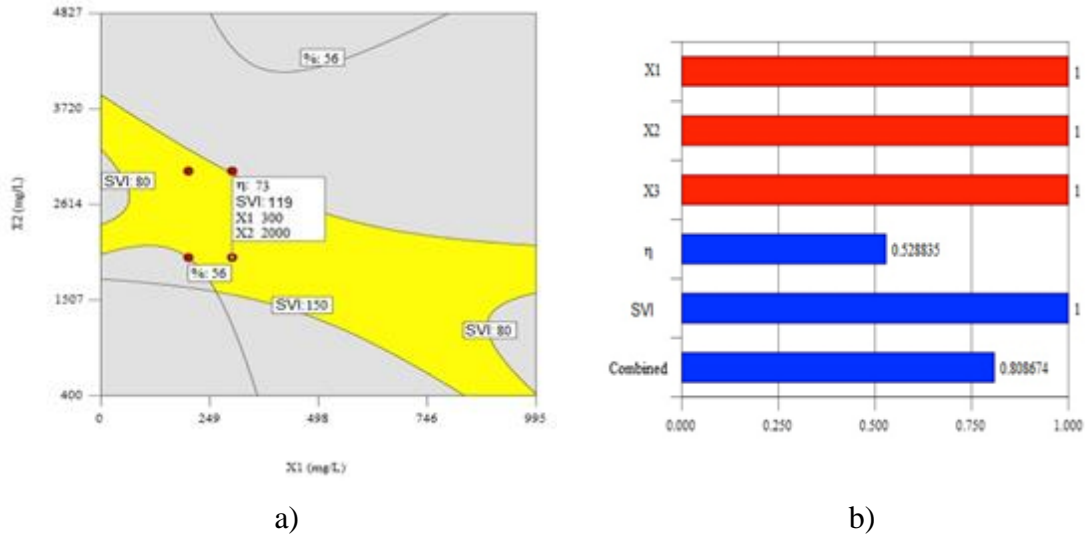 4827
3720
2614
1507
400
X2 (mg/L)
%: 56
SVI: 80
η: 73
SVI: 119
X1 300
X2 2000
%: 56
SVI: 150
SVI: 80
0 249 498 746 995
X1 (mg/L)
a)
X1 1
X2 1
X3 1
η 0.528835
SVI 1
Combined 0.808674
0.000 0.250 0.500 0.750 1.000
b)